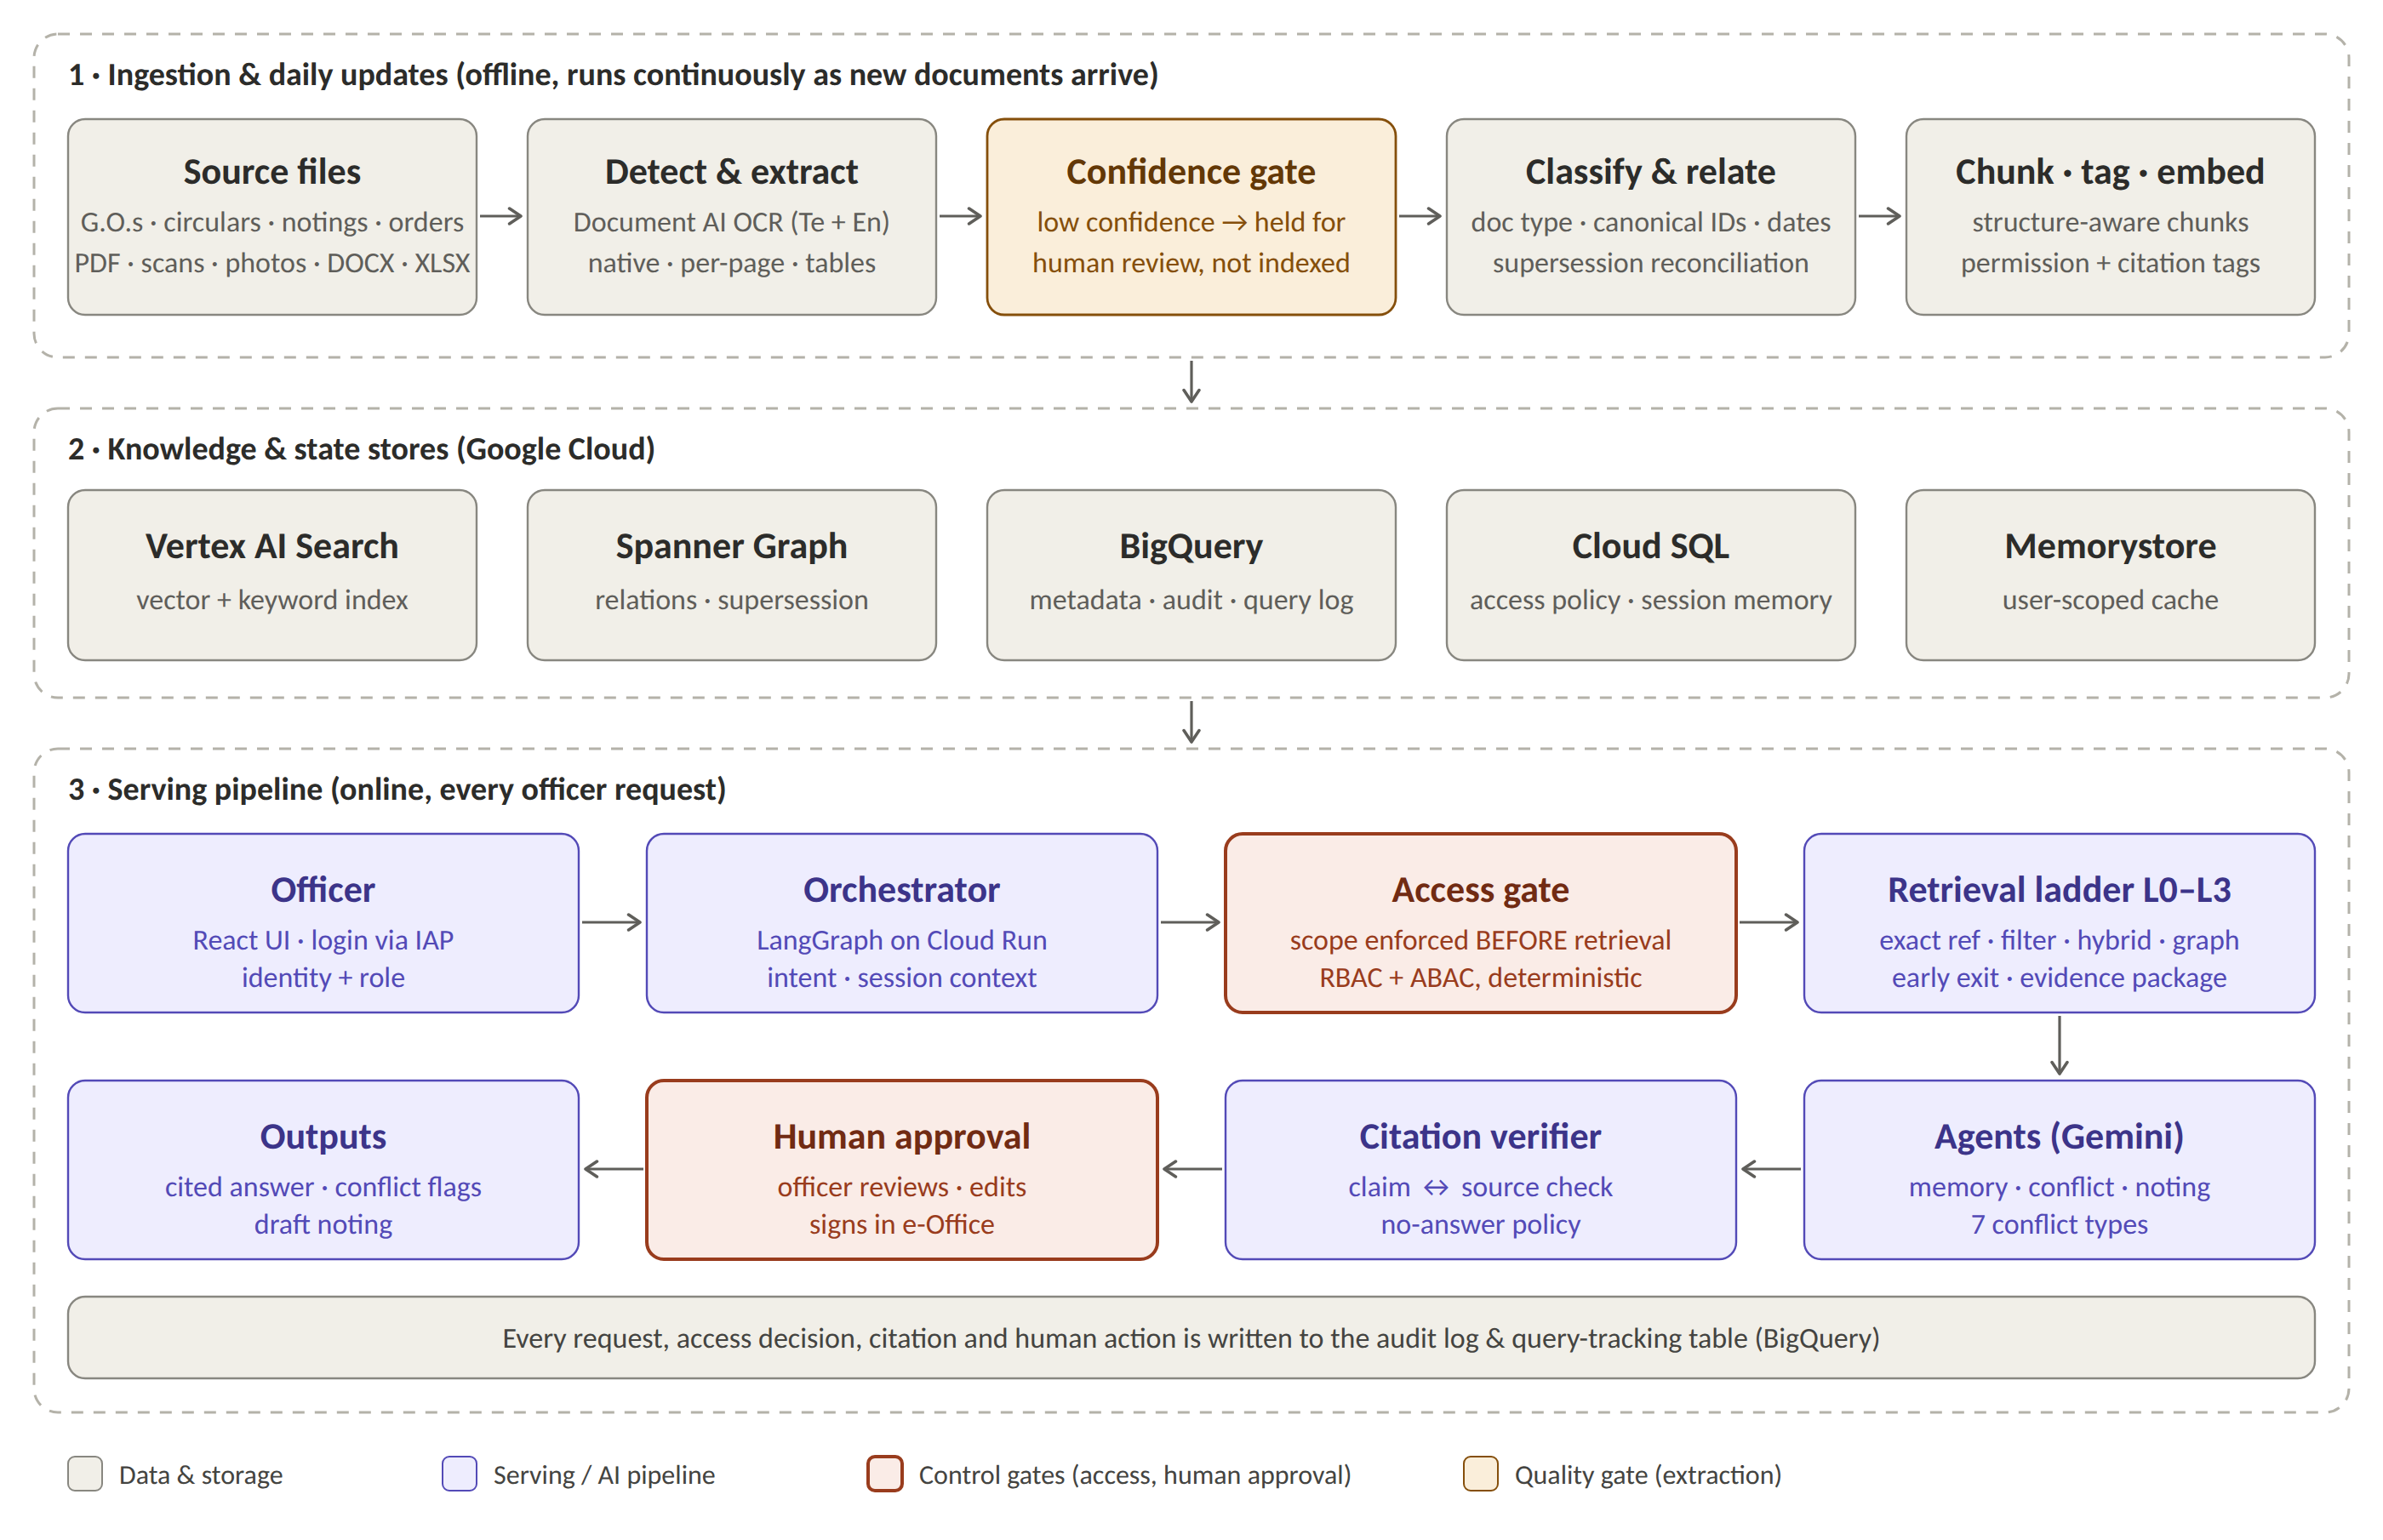 1 · Ingestion & daily updates (offline, runs continuously as new documents arrive)
Source files
G.O.s · circulars · notings · orders
PDF · scans · photos · DOCX · XLSX
Detect & extract
Document AI OCR (Te + En)
native · per-page · tables
Confidence gate
low confidence → held for
human review, not indexed
Classify & relate
doc type · canonical IDs · dates
supersession reconciliation
Chunk · tag · embed
structure-aware chunks
permission + citation tags
2 · Knowledge & state stores (Google Cloud)
Vertex AI Search
vector + keyword index
Spanner Graph
relations · supersession
BigQuery
metadata · audit · query log
Cloud SQL
access policy · session memory
Memorystore
user-scoped cache
3 · Serving pipeline (online, every officer request)
Officer
React UI · login via IAP
identity + role
Orchestrator
LangGraph on Cloud Run
intent · session context
Access gate
scope enforced BEFORE retrieval
RBAC + ABAC, deterministic
Retrieval ladder L0–L3
exact ref · filter · hybrid · graph
early exit · evidence package
Outputs
cited answer · conflict flags
draft noting
Human approval
officer reviews · edits
signs in e-Office
Citation verifier
claim ↔ source check
no-answer policy
Agents (Gemini)
memory · conflict · noting
7 conflict types
Every request, access decision, citation and human action is written to the audit log & query-tracking table (BigQuery)
Data & storage
Serving / AI pipeline
Control gates (access, human approval)
Quality gate (extraction)